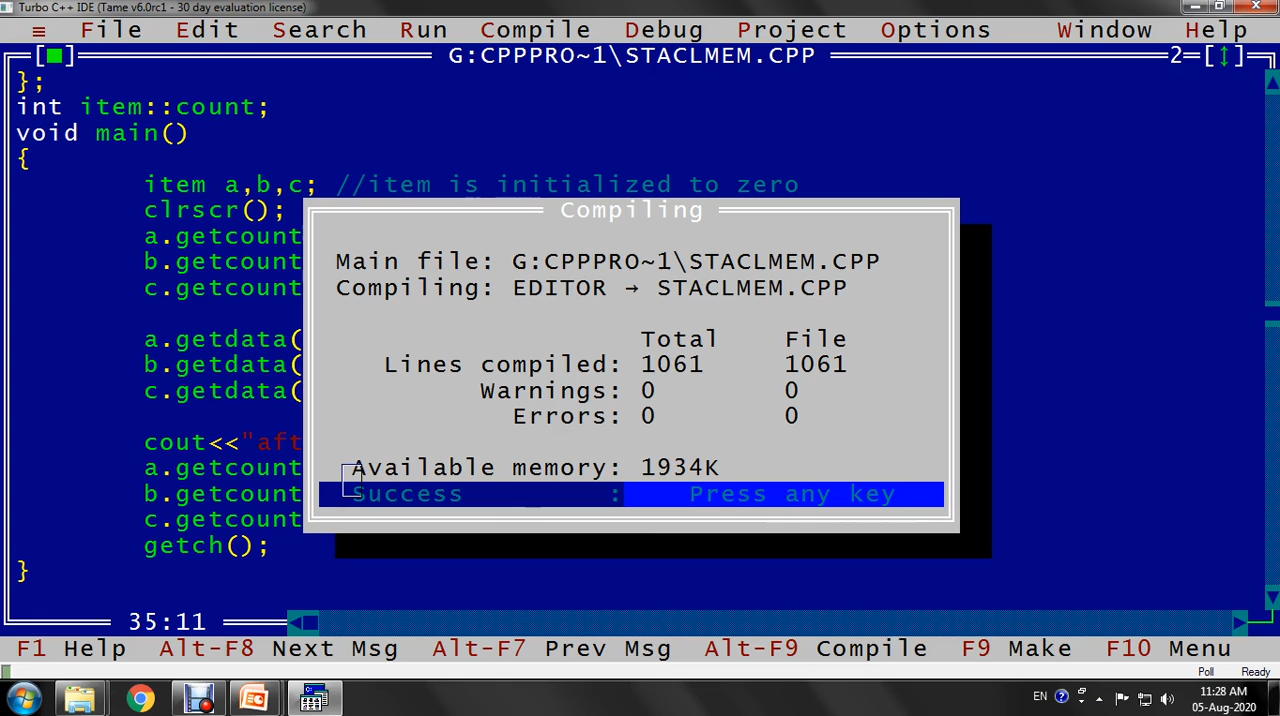 Turbo C++ IDE (Tame v6.0rc1 - 30 day evaluation license)
≡ File Edit Search Run Compile Debug Project Options Window Help
[■] G:CPPPRO~1\STACLMEM.CPP 2=[↕]
};
int item::count;
void main()
{
item a,b,c; //item is initialized to zero
clrscr();
a.getcount
b.getcount
c.getcount
a.getdata(
b.getdata(
c.getdata(
cout<<"aft
a.getcount
b.getcount
c.getcount
getch();
}
Compiling
Main file: G:CPPPRO~1\STACLMEM.CPP
Compiling: EDITOR → STACLMEM.CPP
Total File
Lines compiled: 1061 1061
Warnings: 0 0
Errors: 0 0
Available memory: 1934K
Success : Press any key
35:11
F1 Help Alt-F8 Next Msg Alt-F7 Prev Msg Alt-F9 Compile F9 Make F10 Menu
Poll Ready
EN 11:28 AM
05-Aug-2020